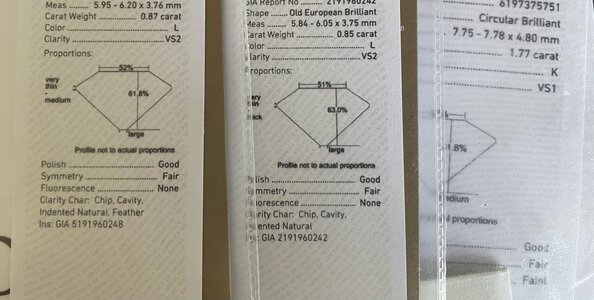 Meas ... 5.95 - 6.20 x 3.76 mm
Carat Weight ... 0.87 carat
Color ... L
Clarity ... VS2
Proportions:
52%
very
thin
-
medium
61.8%
large
Profile not to actual proportions
Polish ... Good
Symmetry ... Fair
Fluorescence ... None
Clarity Char: Chip, Cavity,
Indented Natural, Feather
Ins: GIA 5191960248
GIA Report No ... 2191960242
Shape ... Old European Brilliant
Meas ... 5.84 - 6.05 x 3.75 mm
Carat Weight ... 0.85 carat
Color ... L
Clarity ... VS2
Proportions:
51%
63.0%
large
Profile not to actual proportions
Polish ... Good
Symmetry ... Fair
Fluorescence ... None
Clarity Char: Chip, Cavity,
Indented Natural
Ins: GIA 2191960242
6197375751
Circular Brilliant
7.75 - 7.78 x 4.80 mm
1.77 carat
K
VS1
1.8%
edium
l proportions
Good
Fair
Faint